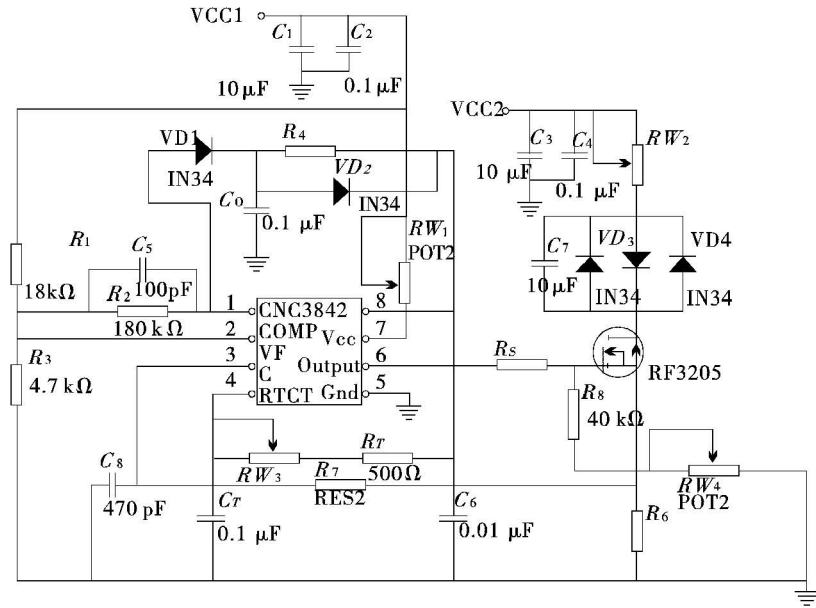 VCC1
C1
C2
10 μF
0.1 μF
VCC2
VD1
R4
C3
C4
RW2
IN34
VD2
10 μF
0.1 μF
C0
0.1 μF
IN34
RW1
POT2
R1
C5
C7
VD3
VD4
18kΩ
100pF
10 μF
IN34
IN34
R2
1
CNC3842
8
180 kΩ
2
COMP
Vcc
7
R3
3
VF
Output
6
RS
RF3205
4.7 kΩ
C
4
RTCT
Gnd
5
R8
40 kΩ
C8
RW3
RT
500Ω
R7
RES2
RW4
POT2
470 pF
CT
0.1 μF
C6
0.01 μF
R6